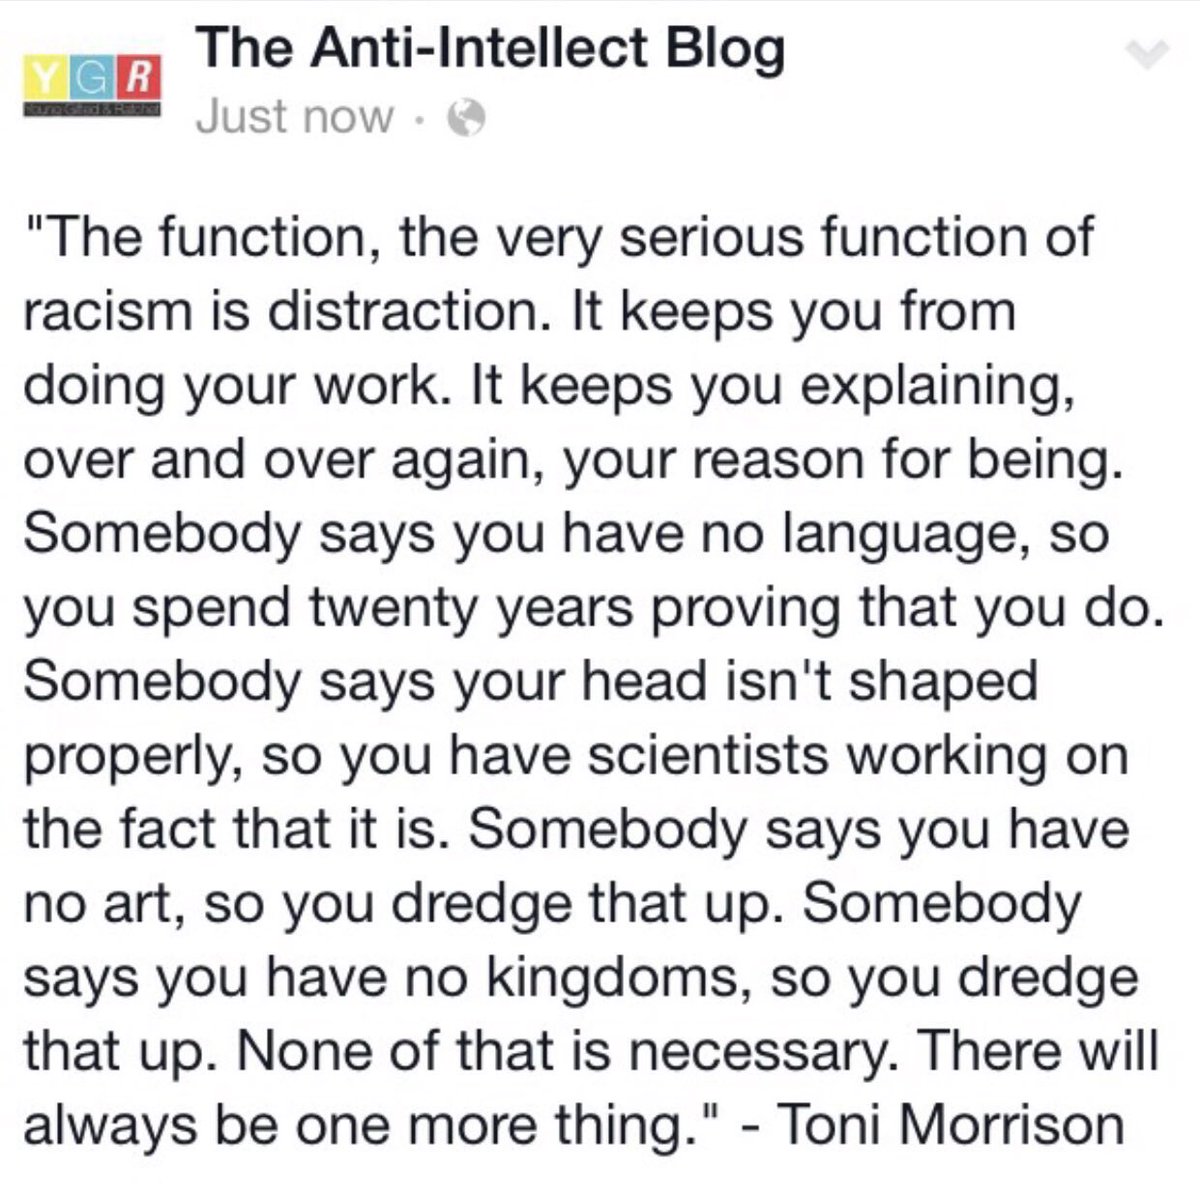 The Anti-Intellect Blog
YGR
Young Gifted & Ratchet
Just now ·
"The function, the very serious function of
racism is distraction. It keeps you from
doing your work. It keeps you explaining,
over and over again, your reason for being.
Somebody says you have no language, so
you spend twenty years proving that you do.
Somebody says your head isn't shaped
properly, so you have scientists working on
the fact that it is. Somebody says you have
no art, so you dredge that up. Somebody
says you have no kingdoms, so you dredge
that up. None of that is necessary. There will
always be one more thing." - Toni Morrison